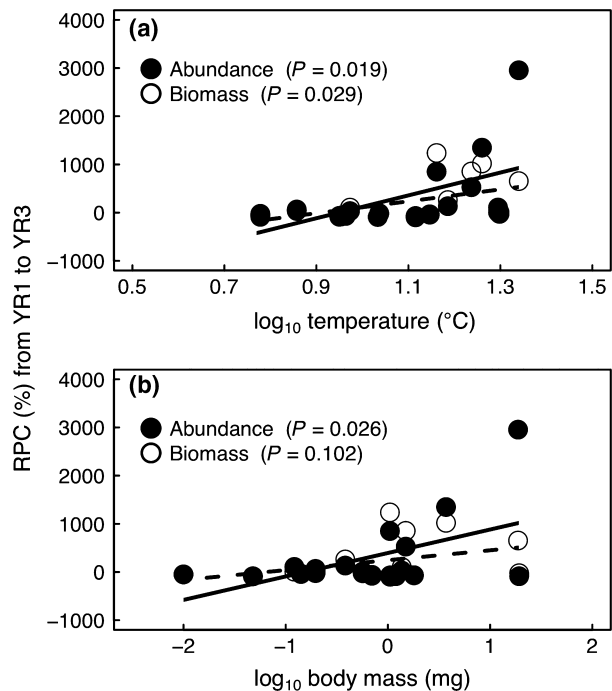 (a)
Abundance (P = 0.019)
Biomass (P = 0.029)
4000
3000
2000
1000
0
−1000
0.5 0.7 0.9 1.1 1.3 1.5
log10 temperature (°C)
RPC (%) from YR1 to YR3
(b)
Abundance (P = 0.026)
Biomass (P = 0.102)
4000
3000
2000
1000
0
−1000
−2 −1 0 1 2
log10 body mass (mg)